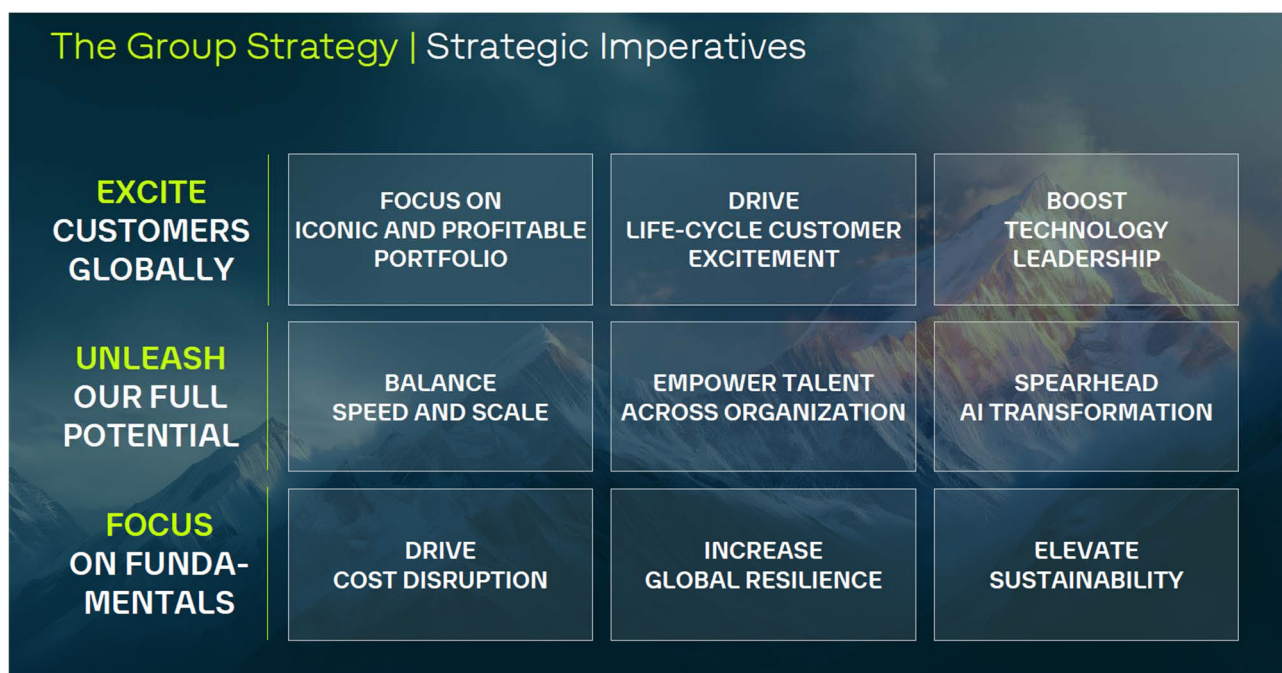 The Group Strategy | Strategic Imperatives
EXCITE
CUSTOMERS
GLOBALLY
FOCUS ON
ICONIC AND PROFITABLE
PORTFOLIO
DRIVE
LIFE-CYCLE CUSTOMER
EXCITEMENT
BOOST
TECHNOLOGY
LEADERSHIP
UNLEASH
OUR FULL
POTENTIAL
BALANCE
SPEED AND SCALE
EMPOWER TALENT
ACROSS ORGANIZATION
SPEARHEAD
AI TRANSFORMATION
FOCUS
ON FUNDA-
MENTALS
DRIVE
COST DISRUPTION
INCREASE
GLOBAL RESILIENCE
ELEVATE
SUSTAINABILITY